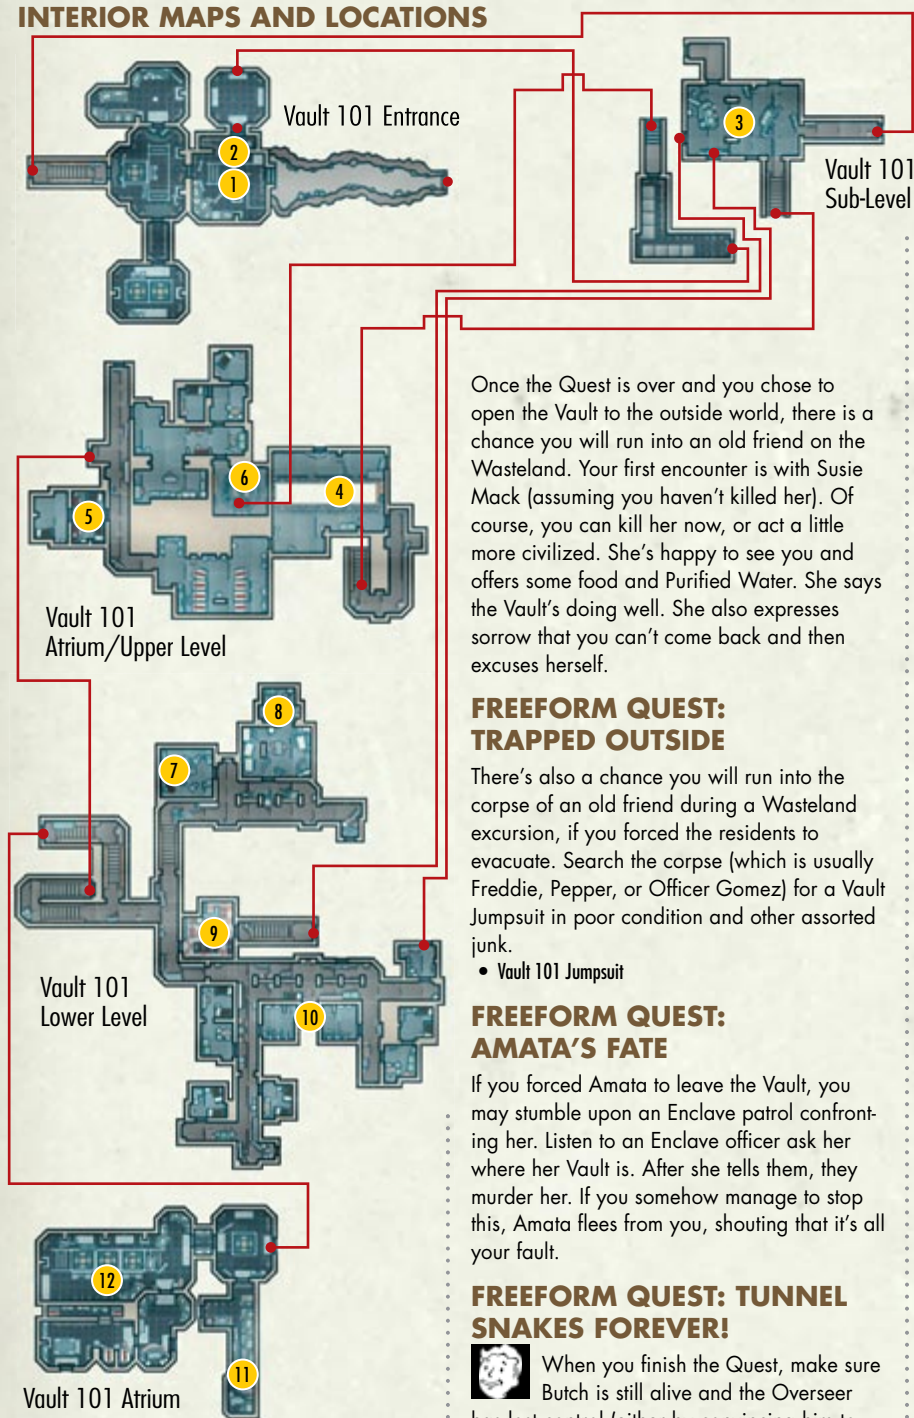 INTERIOR MAPS AND LOCATIONS
Vault 101 Entrance
2
1
3
Vault 101
Sub-Level
6
4
5
Vault 101
Atrium/Upper Level
8
7
9
10
Vault 101
Lower Level
12
11
Vault 101 Atrium
Once the Quest is over and you chose to
open the Vault to the outside world, there is a
chance you will run into an old friend on the
Wasteland. Your first encounter is with Susie
Mack (assuming you haven't killed her). Of
course, you can kill her now, or act a little
more civilized. She's happy to see you and
offers some food and Purified Water. She says
the Vault's doing well. She also expresses
sorrow that you can't come back and then
excuses herself.
FREEFORM QUEST:
TRAPPED OUTSIDE
There's also a chance you will run into the
corpse of an old friend during a Wasteland
excursion, if you forced the residents to
evacuate. Search the corpse (which is usually
Freddie, Pepper, or Officer Gomez) for a Vault
Jumpsuit in poor condition and other assorted
junk.
• Vault 101 Jumpsuit
FREEFORM QUEST:
AMATA'S FATE
If you forced Amata to leave the Vault, you
may stumble upon an Enclave patrol confront-
ing her. Listen to an Enclave officer ask her
where her Vault is. After she tells them, they
murder her. If you somehow manage to stop
this, Amata flees from you, shouting that it's all
your fault.
FREEFORM QUEST: TUNNEL
SNAKES FOREVER!
When you finish the Quest, make sure
Butch is still alive and the Overseer